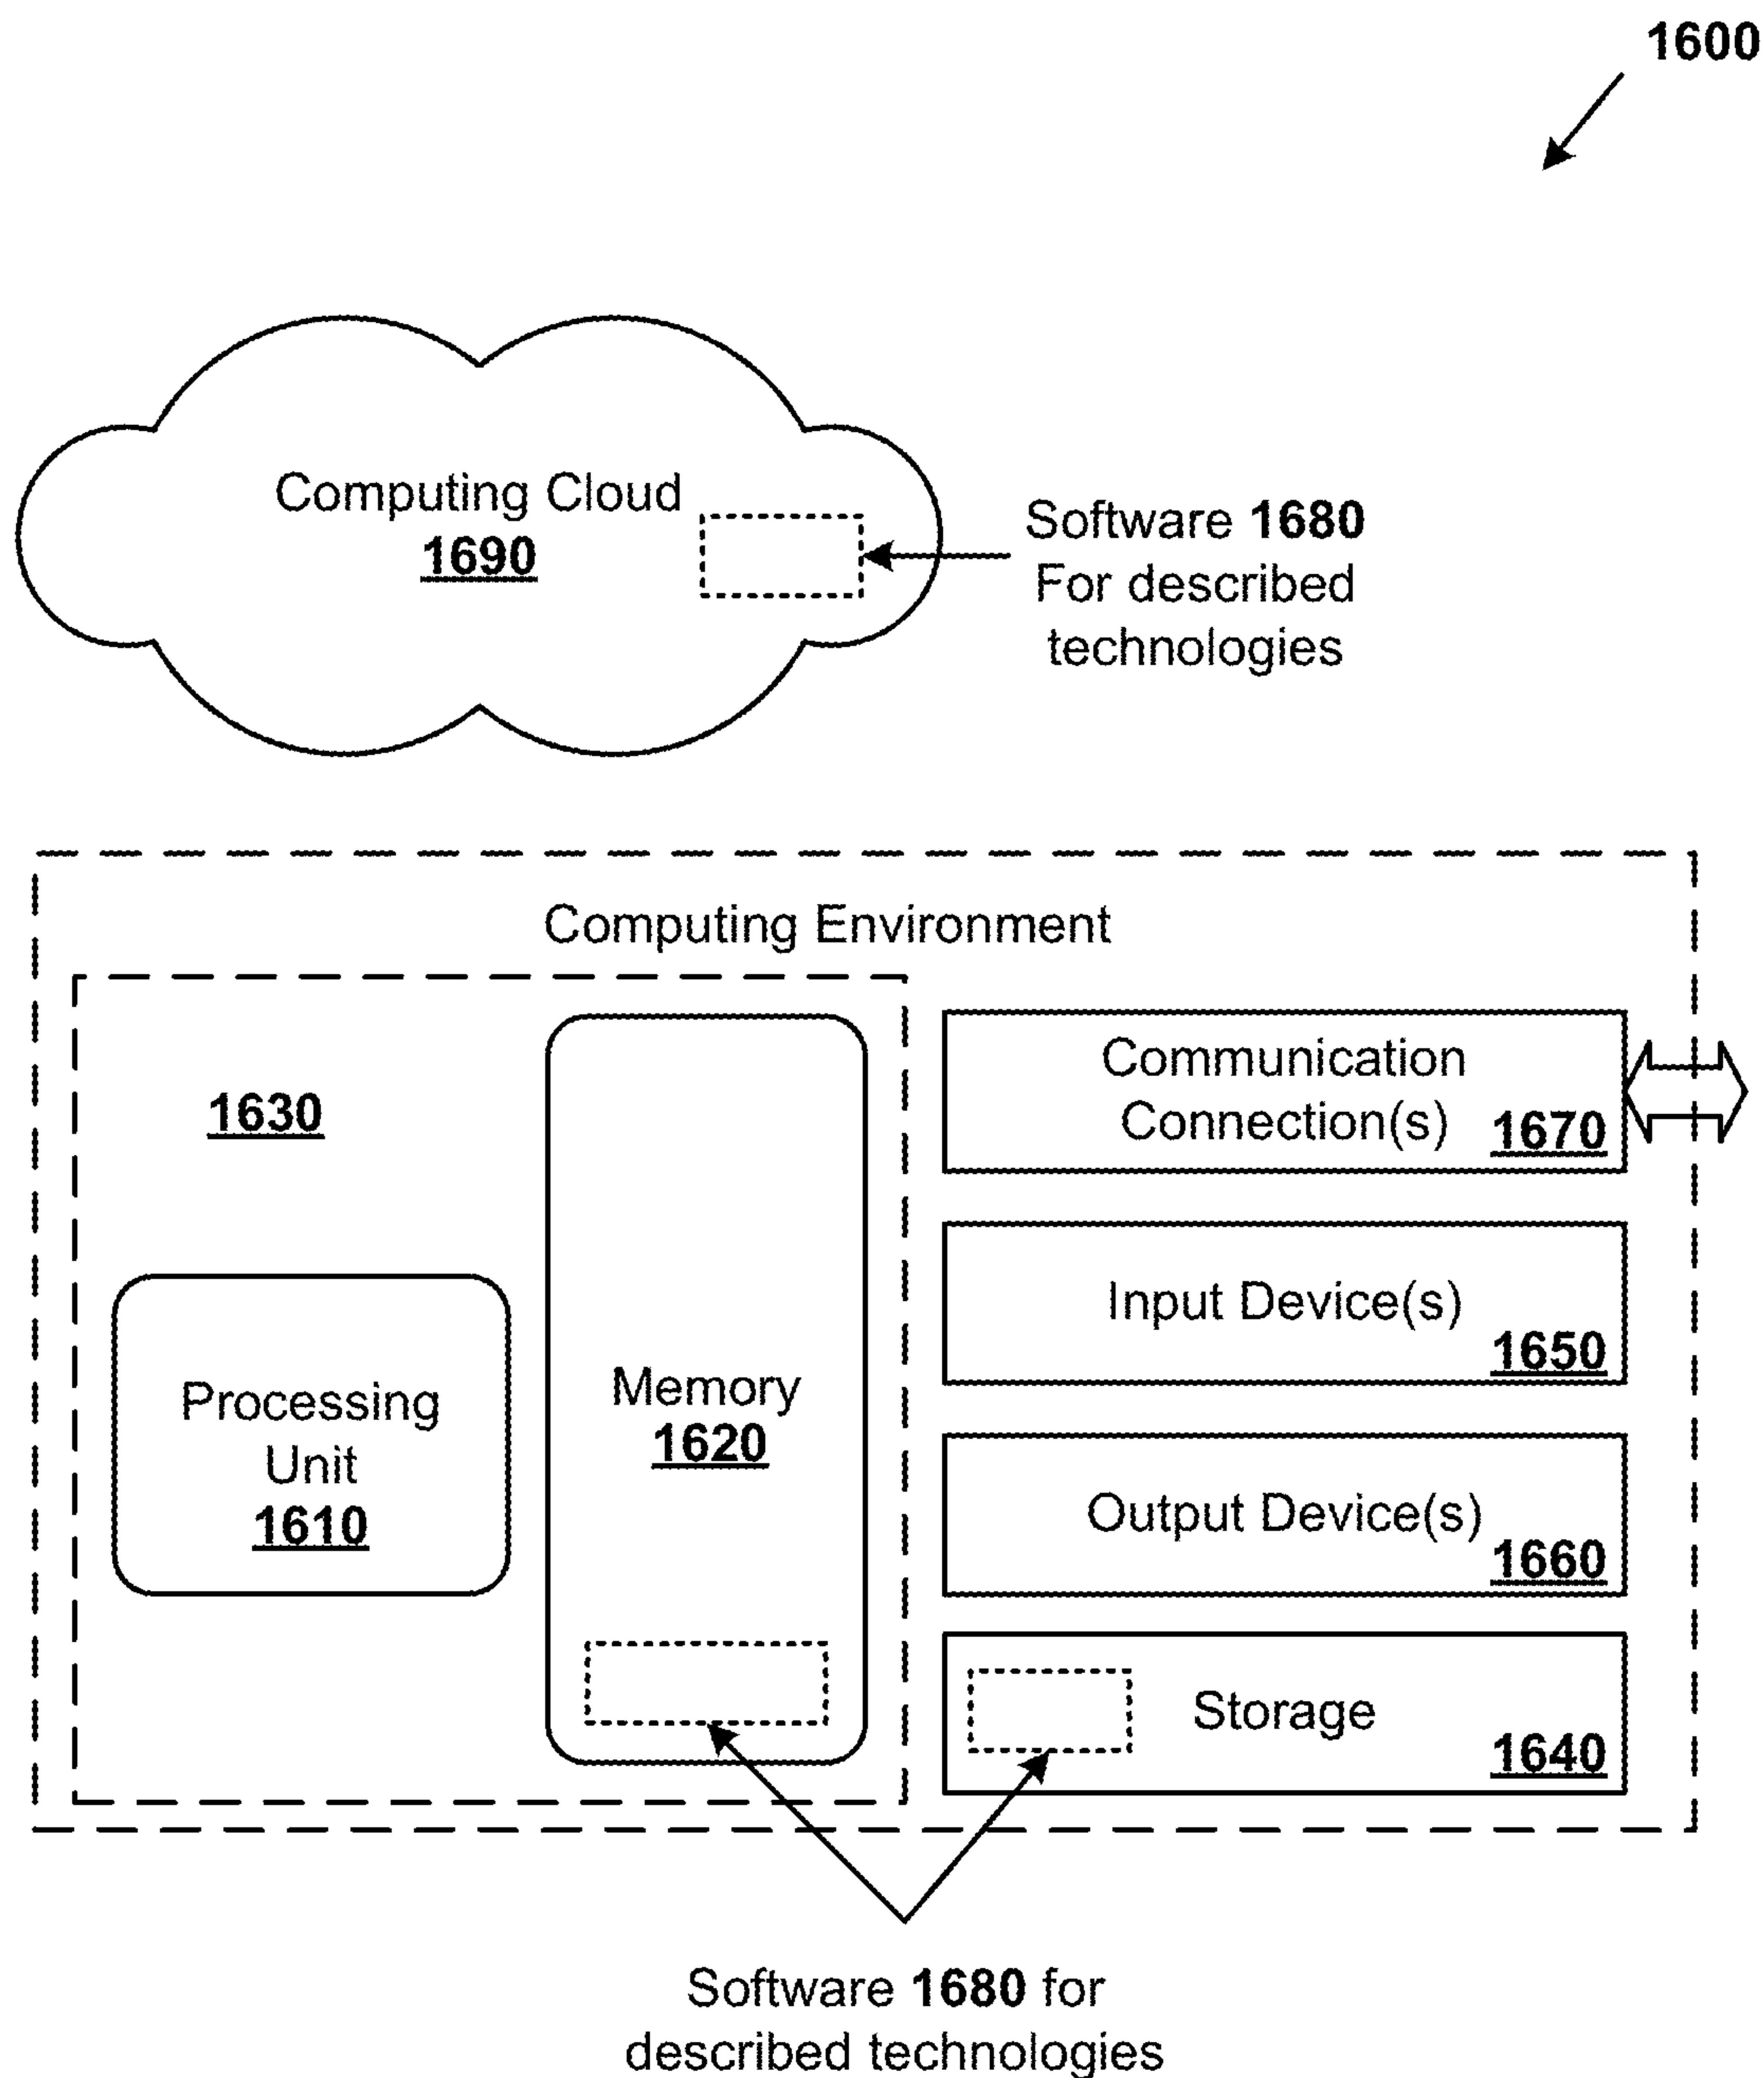 1600
Computing Cloud
1690
Software 1680
For described
technologies
Computing Environment
1630
Processing
Unit
1610
Memory
1620
Communication
Connection(s)
1670
Input Device(s)
1650
Output Device(s)
1660
Storage
1640
Software 1680 for
described technologies